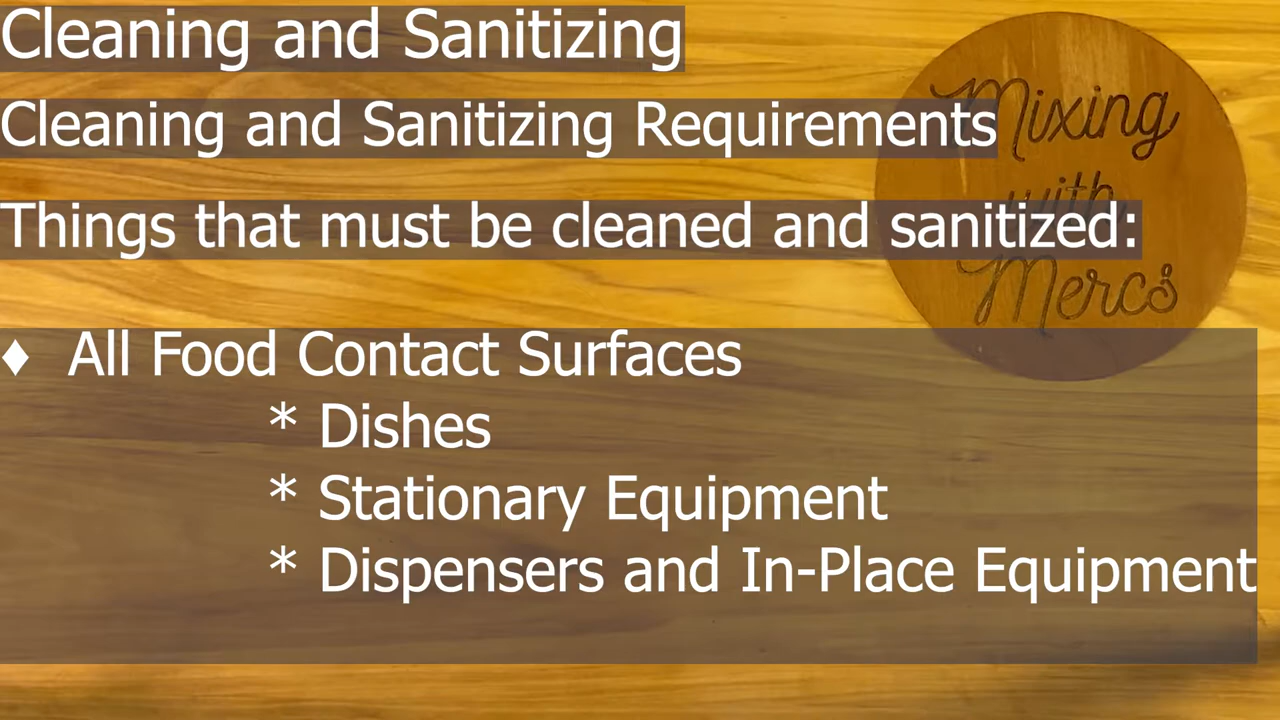 Cleaning and Sanitizing
Cleaning and Sanitizing Requirements
Mixing
with
Mercs
Things that must be cleaned and sanitized:
♦ All Food Contact Surfaces
* Dishes
* Stationary Equipment
* Dispensers and In-Place Equipment